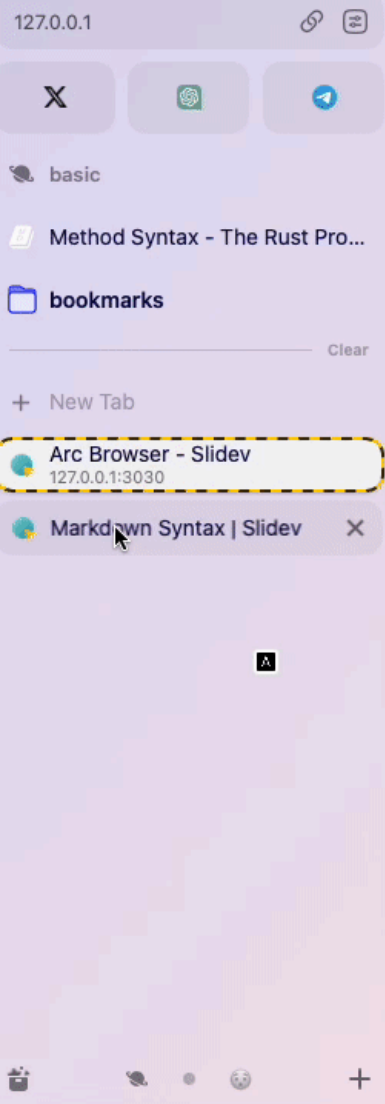 127.0.0.1
basic
Method Syntax - The Rust Pro...
bookmarks
Clear
New Tab
Arc Browser - Slidev
127.0.0.1:3030
Markdown Syntax | Slidev
A